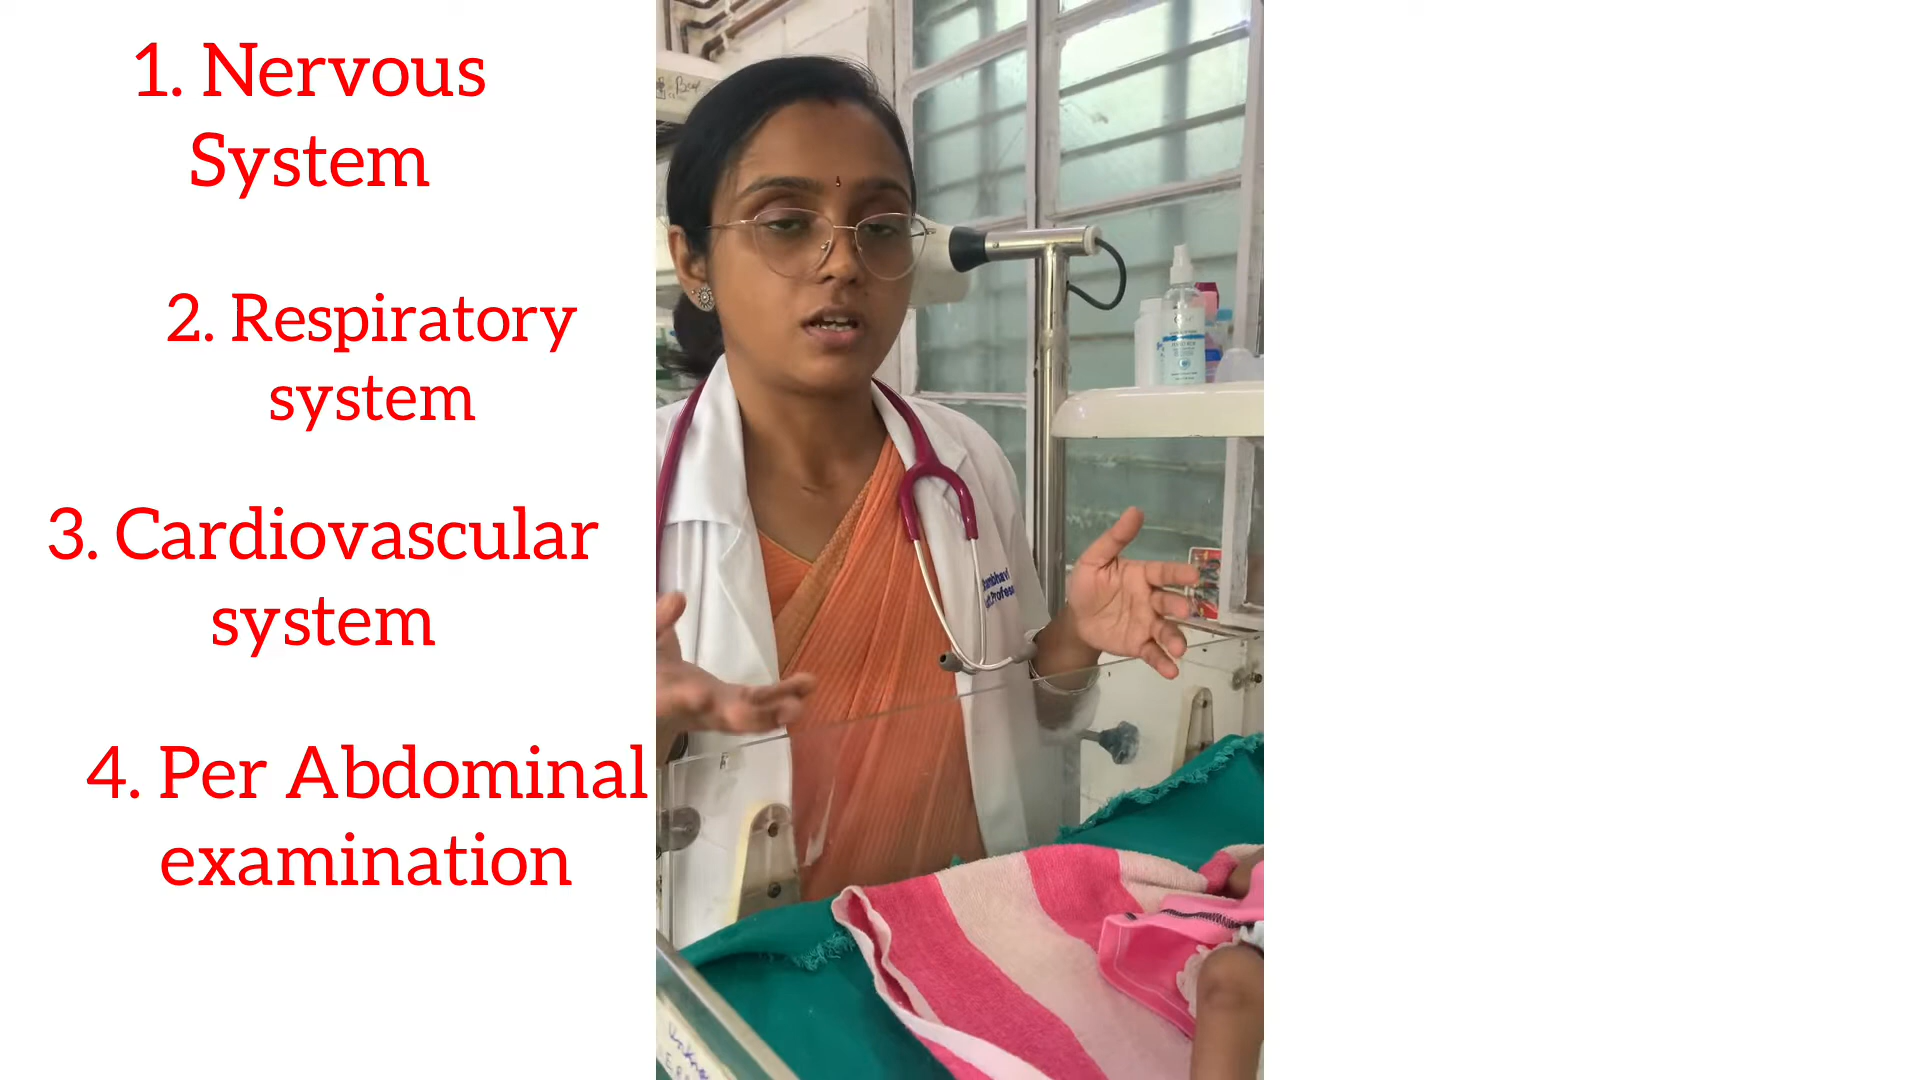 1. Nervous
System
2. Respiratory
system
3. Cardiovascular
system
4. Per Abdominal
examination